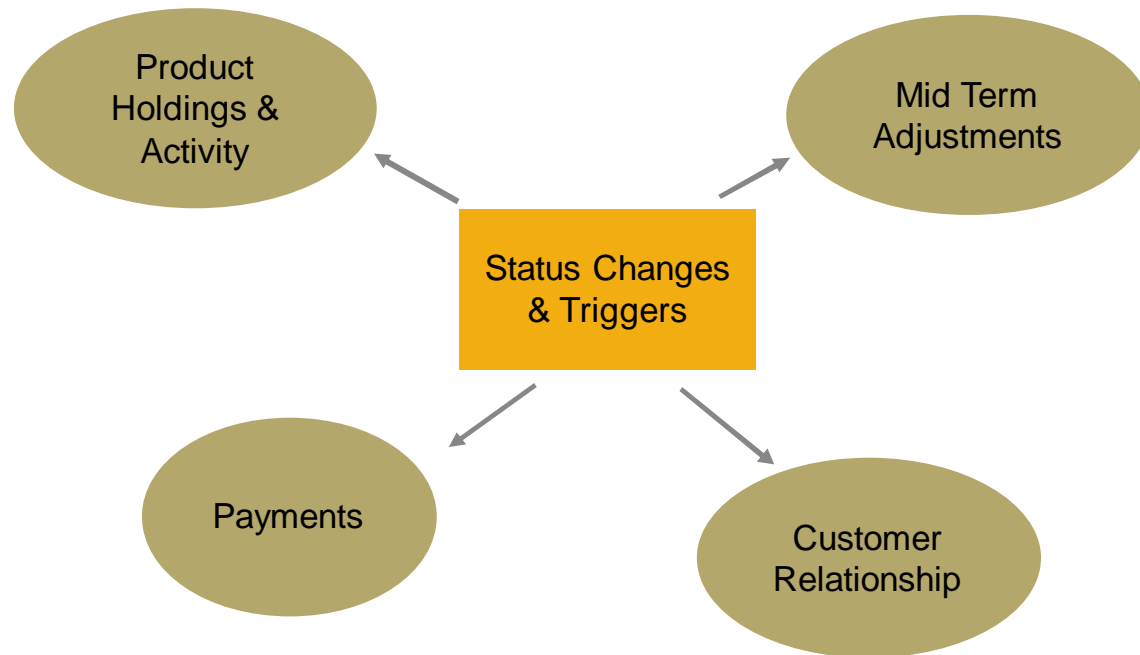 Product
Holdings &
Activity
Mid Term
Adjustments
Status Changes
& Triggers
Payments
Customer
Relationship